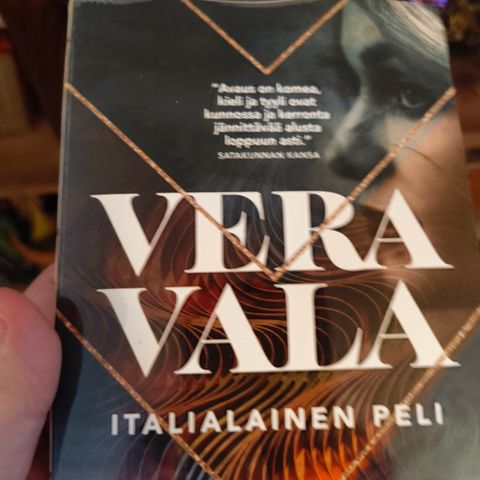 "Avaus on komea,
kieli ja tyyli ovat
kunnossa ja kerronta
jännittävää alusta
loppuun asti."
SATAKUNNAN KANSA
VERA
VALA
ITALIALAINEN PELI